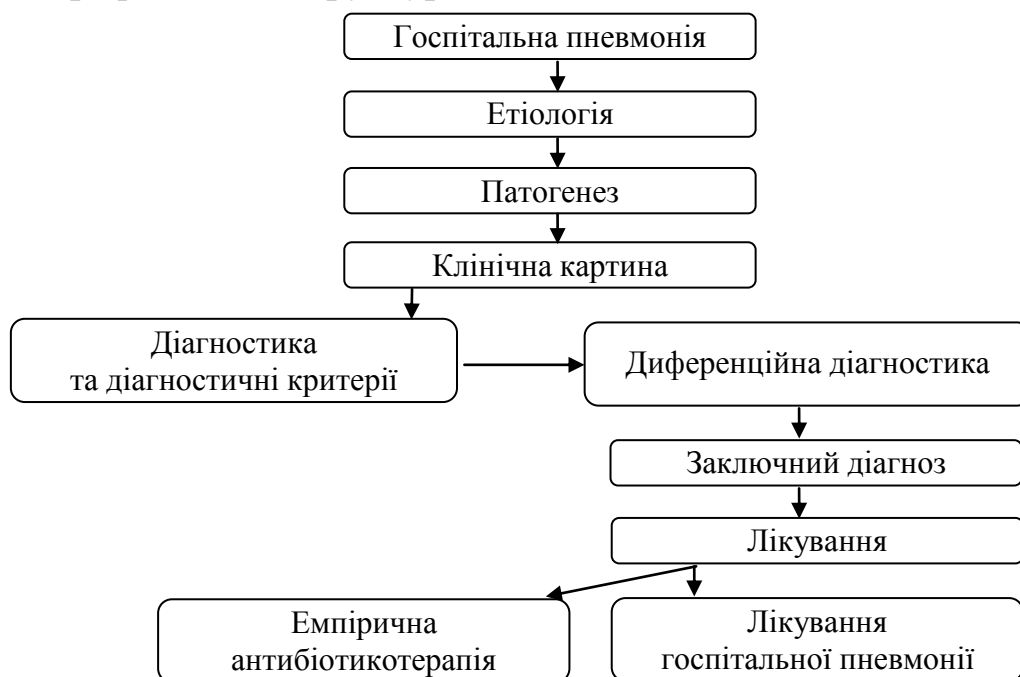 Госпітальна пневмонія
Етіологія
Патогенез
Клінічна картина
Діагностика
та діагностичні критерії
Диференційна діагностика
Заключний діагноз
Лікування
Емпірична
антибіотикотерапія
Лікування
госпітальної пневмонії